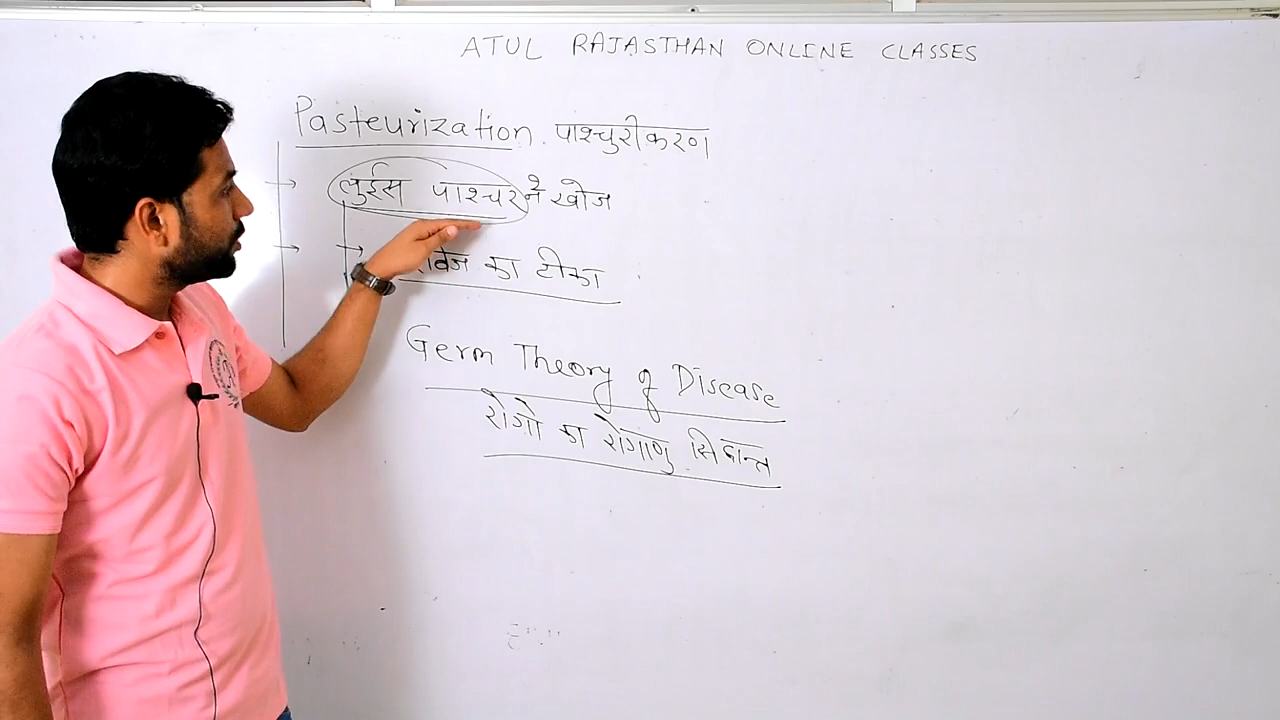 ATUL RAJASTHAN ONLINE CLASSES
Pasteurization पाश्चुरीकरण
→ लुईस पाश्चर ने खोज
→ → का टीका
Germ Theory of Disease
रोगो का रोगाणु सिद्धान्त